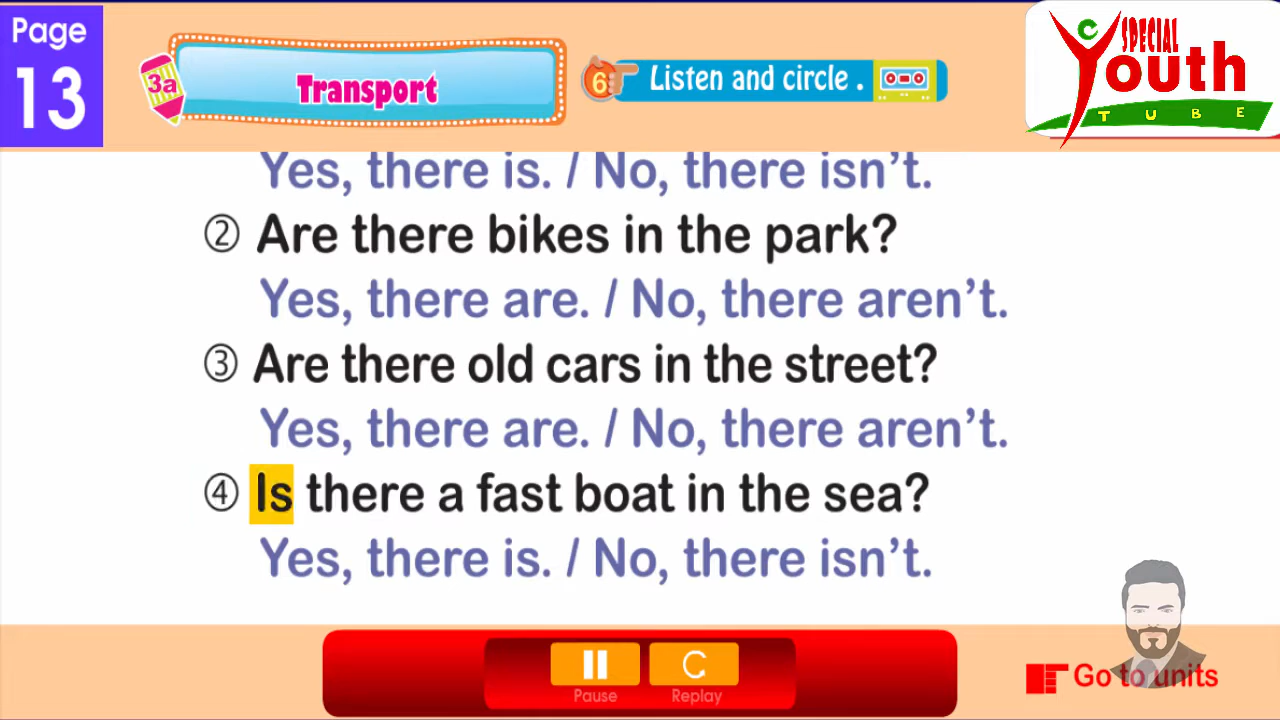 Page
13
3a
Transport
6 Listen and circle .
SPECIAL
Youth
TUBE
Yes, there is. / No, there isn't.
② Are there bikes in the park?
Yes, there are. / No, there aren't.
③ Are there old cars in the street?
Yes, there are. / No, there aren't.
④ Is there a fast boat in the sea?
Yes, there is. / No, there isn't.
Pause
Replay
Go to units